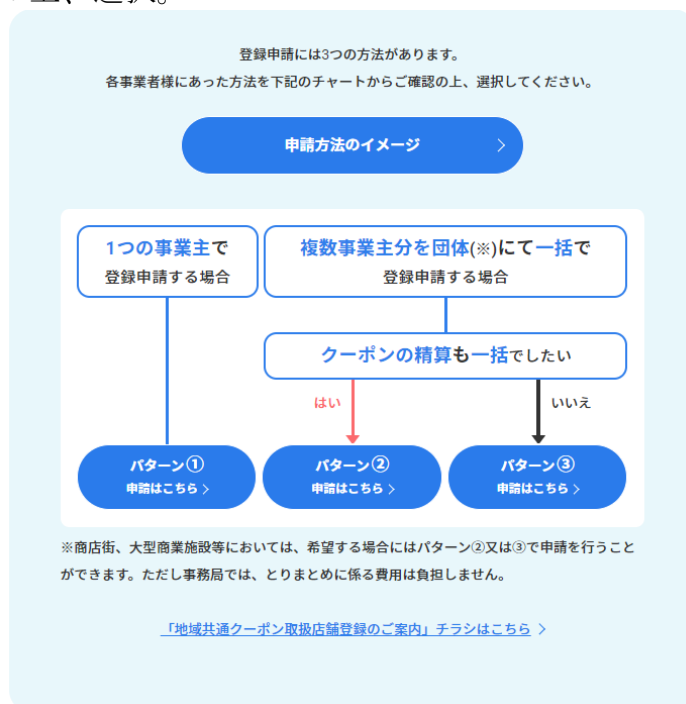 登録申請には3つの方法があります。
各事業者様にあった方法を下記のチャートからご確認の上、選択してください。
申請方法のイメージ
1つの事業主で
登録申請する場合
複数事業主分を団体(※)にて一括で
登録申請する場合
クーポンの精算も一括でしたい
はい
いいえ
パターン①
申請はこちら
パターン②
申請はこちら
パターン③
申請はこちら
※商店街、大型商業施設等においては、希望する場合にはパターン②又は③で申請を行うこと
ができます。ただし事務局では、とりまとめに係る費用は負担しません。
「地域共通クーポン取扱店舗登録のご案内」チラシはこちら